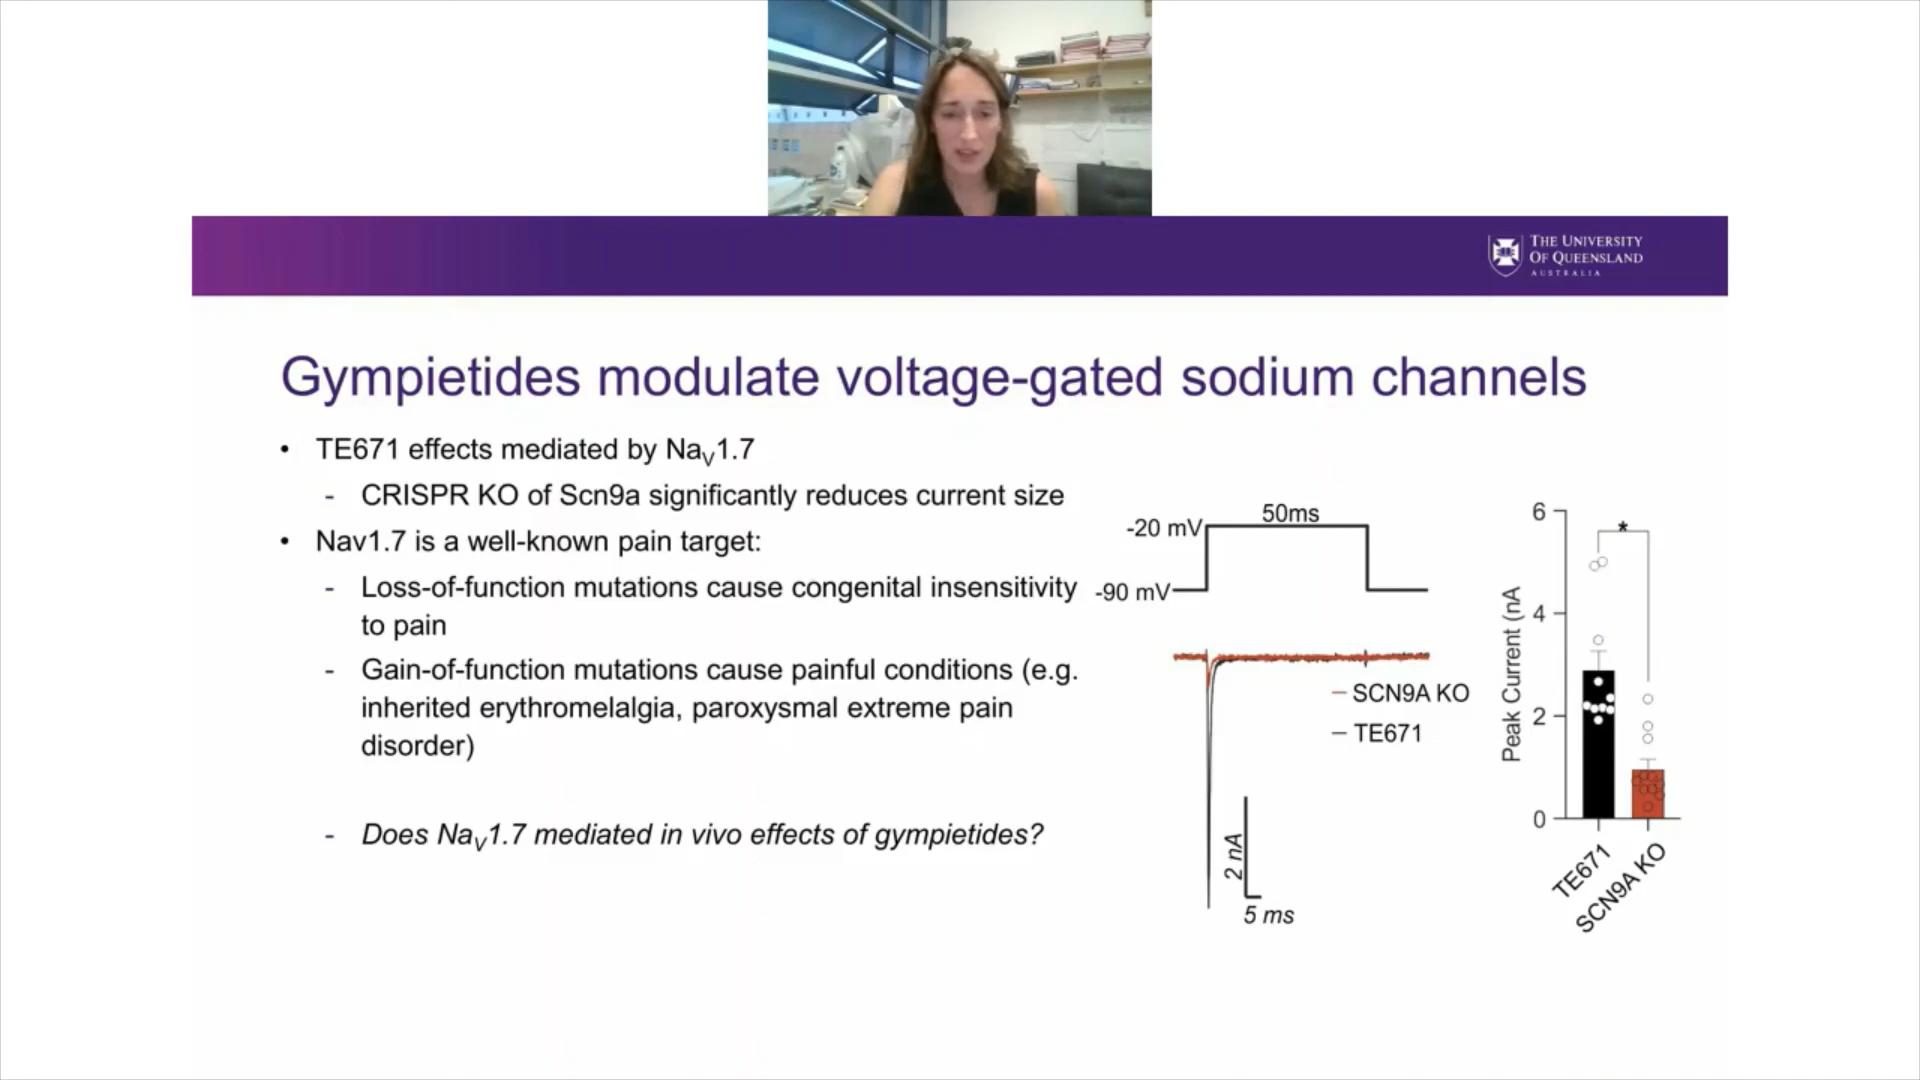 THE UNIVERSITY
OF QUEENSLAND
AUSTRALIA
Gympietides modulate voltage-gated sodium channels
• TE671 effects mediated by NaV1.7
- CRISPR KO of Scn9a significantly reduces current size
• Nav1.7 is a well-known pain target:
- Loss-of-function mutations cause congenital insensitivity
to pain
- Gain-of-function mutations cause painful conditions (e.g.
inherited erythromelalgia, paroxysmal extreme pain
disorder)
- Does NaV1.7 mediated in vivo effects of gympietides?
50ms
-20 mV
-90 mV
SCN9A KO
TE671
2 nA
5 ms
Peak Current (nA
6
4
2
0
*
TE671
SCN9A KO